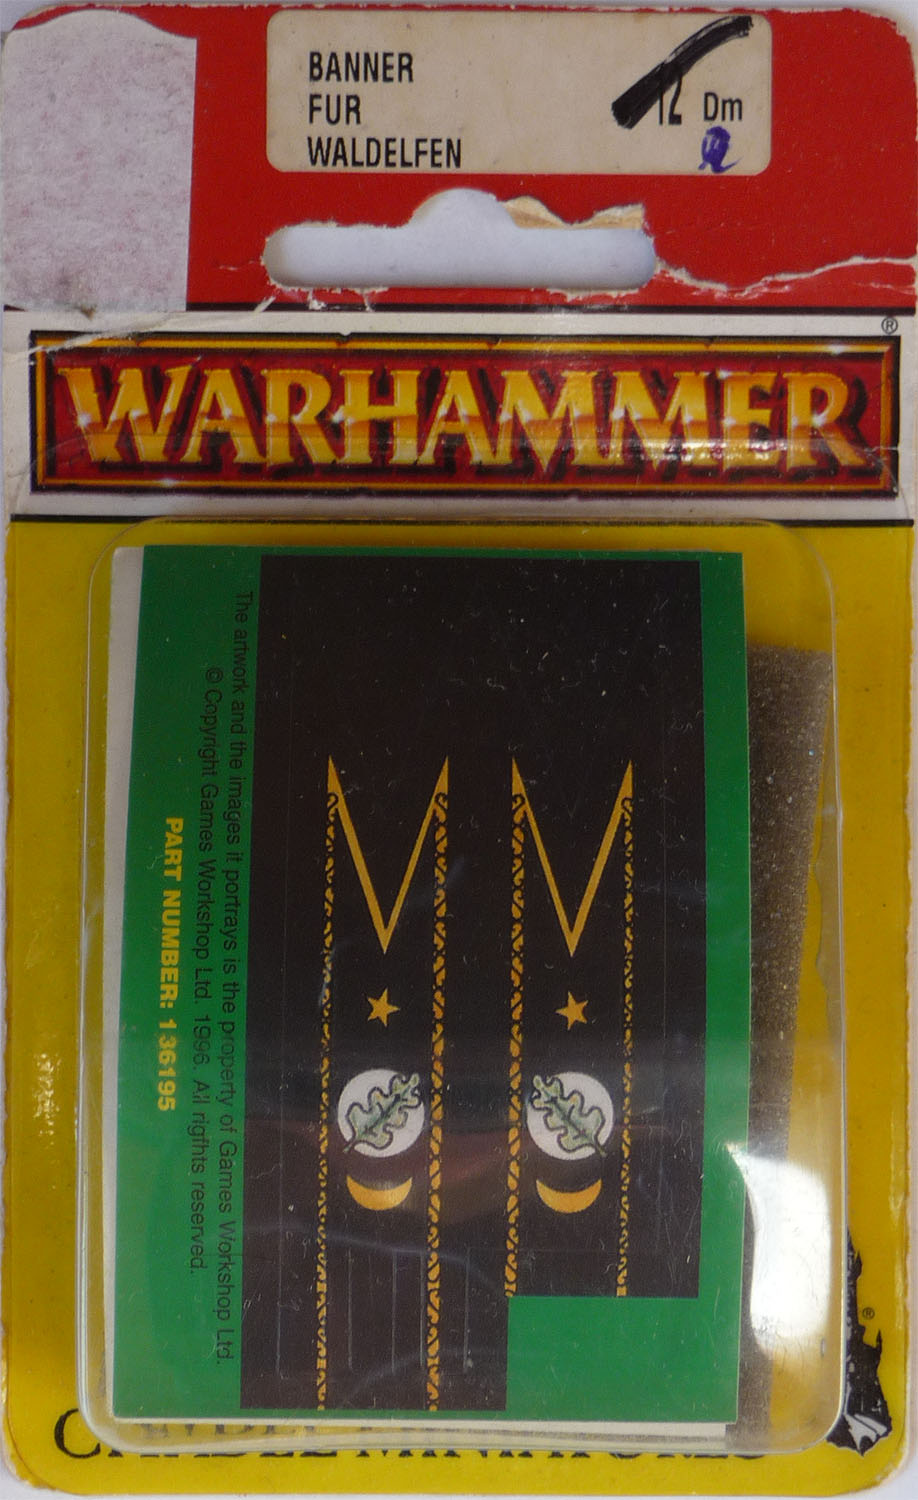 BANNER
FUR
WALDELFEN
12 Dm
®
WARHAMMER
The artwork and the images it portrays is the property of Games Workshop Ltd.
© Copyright Games Workshop Ltd. 1996. All rigfhts reserved.
PART NUMBER: 136195
®